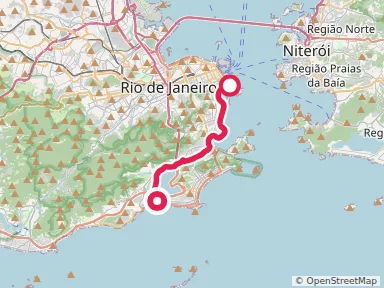 Região Norte
Niterói
Rio de Janeiro
Região Praias
da Baía
© OpenStreetMap